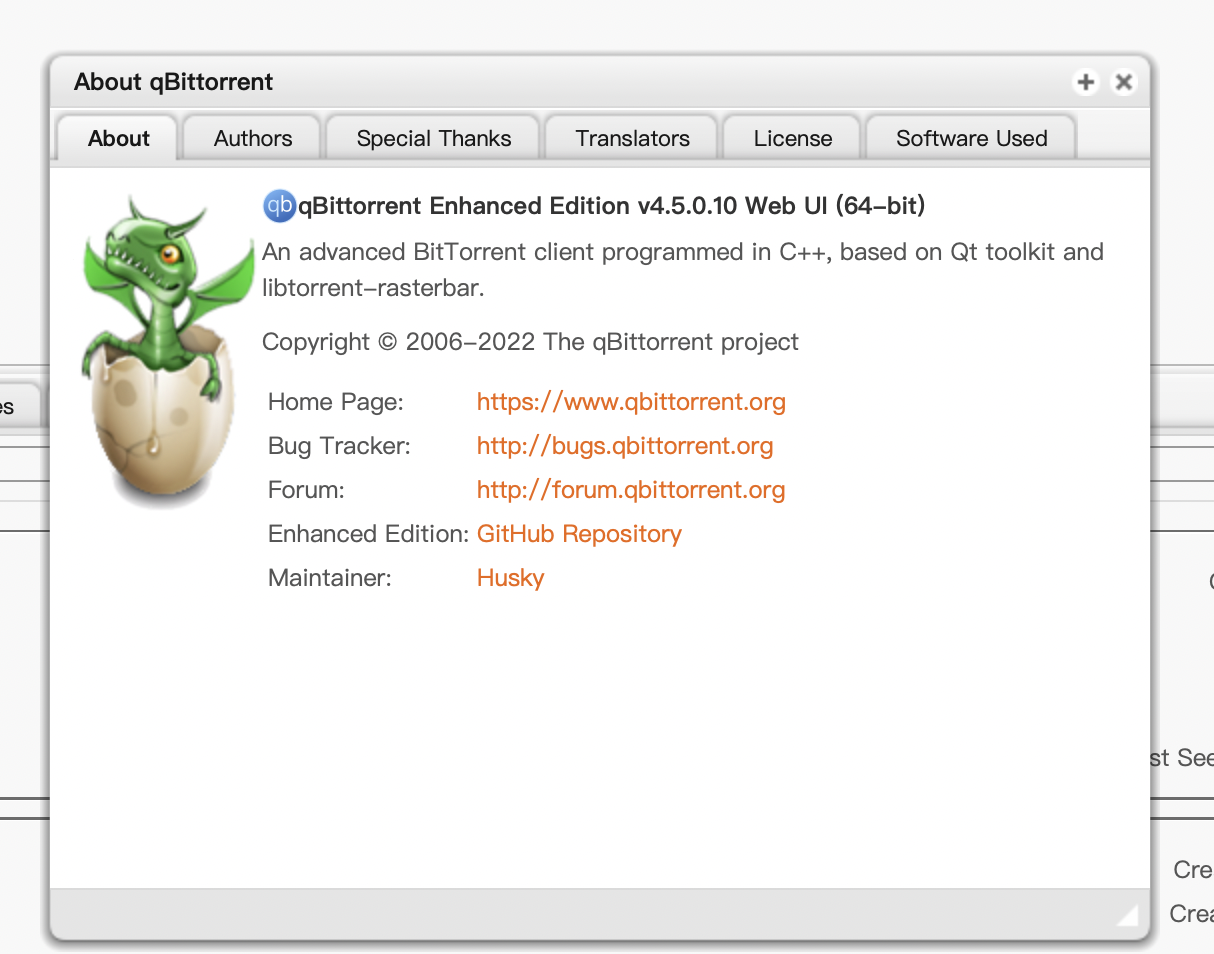 About qBittorrent
About
Authors
Special Thanks
Translators
License
Software Used
qb qBittorrent Enhanced Edition v4.5.0.10 Web UI (64-bit)
An advanced BitTorrent client programmed in C++, based on Qt toolkit and
libtorrent-rasterbar.
Copyright © 2006-2022 The qBittorrent project
Home Page: https://www.qbittorrent.org
Bug Tracker: http://bugs.qbittorrent.org
Forum: http://forum.qbittorrent.org
Enhanced Edition: GitHub Repository
Maintainer: Husky
es
st See
Cre
Crea